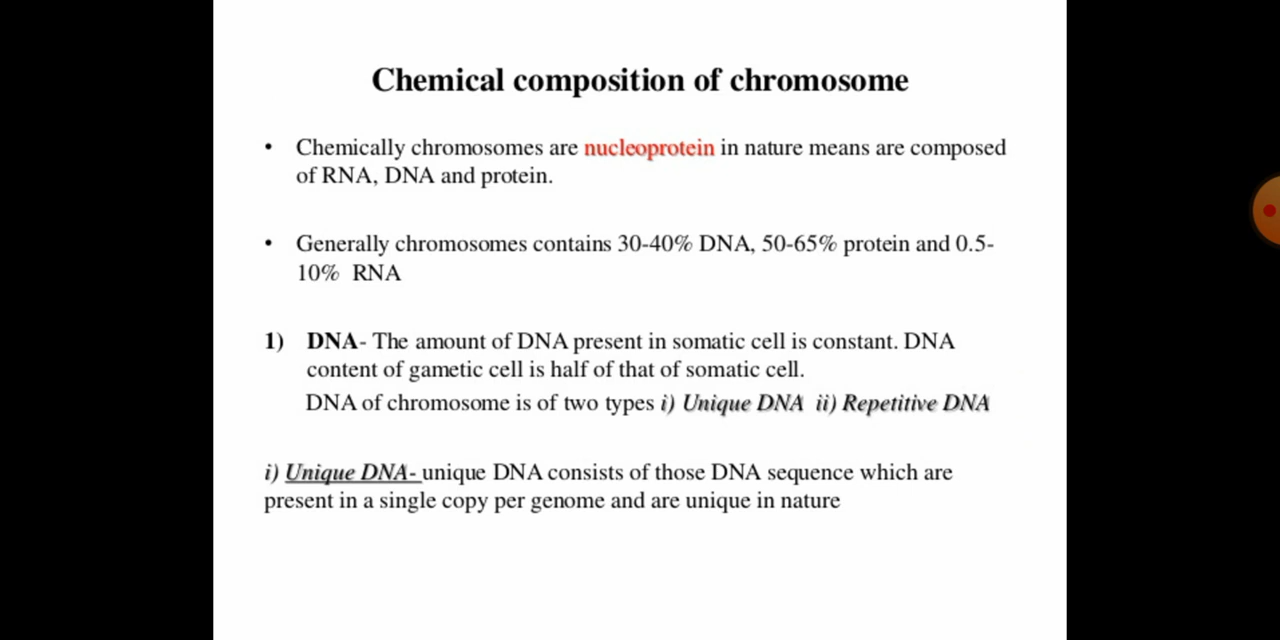 Chemical composition of chromosome
• Chemically chromosomes are nucleoprotein in nature means are composed
of RNA, DNA and protein.
• Generally chromosomes contains 30-40% DNA, 50-65% protein and 0.5-
10% RNA
1) DNA- The amount of DNA present in somatic cell is constant. DNA
content of gametic cell is half of that of somatic cell.
DNA of chromosome is of two types i) Unique DNA ii) Repetitive DNA
i) Unique DNA- unique DNA consists of those DNA sequence which are
present in a single copy per genome and are unique in nature